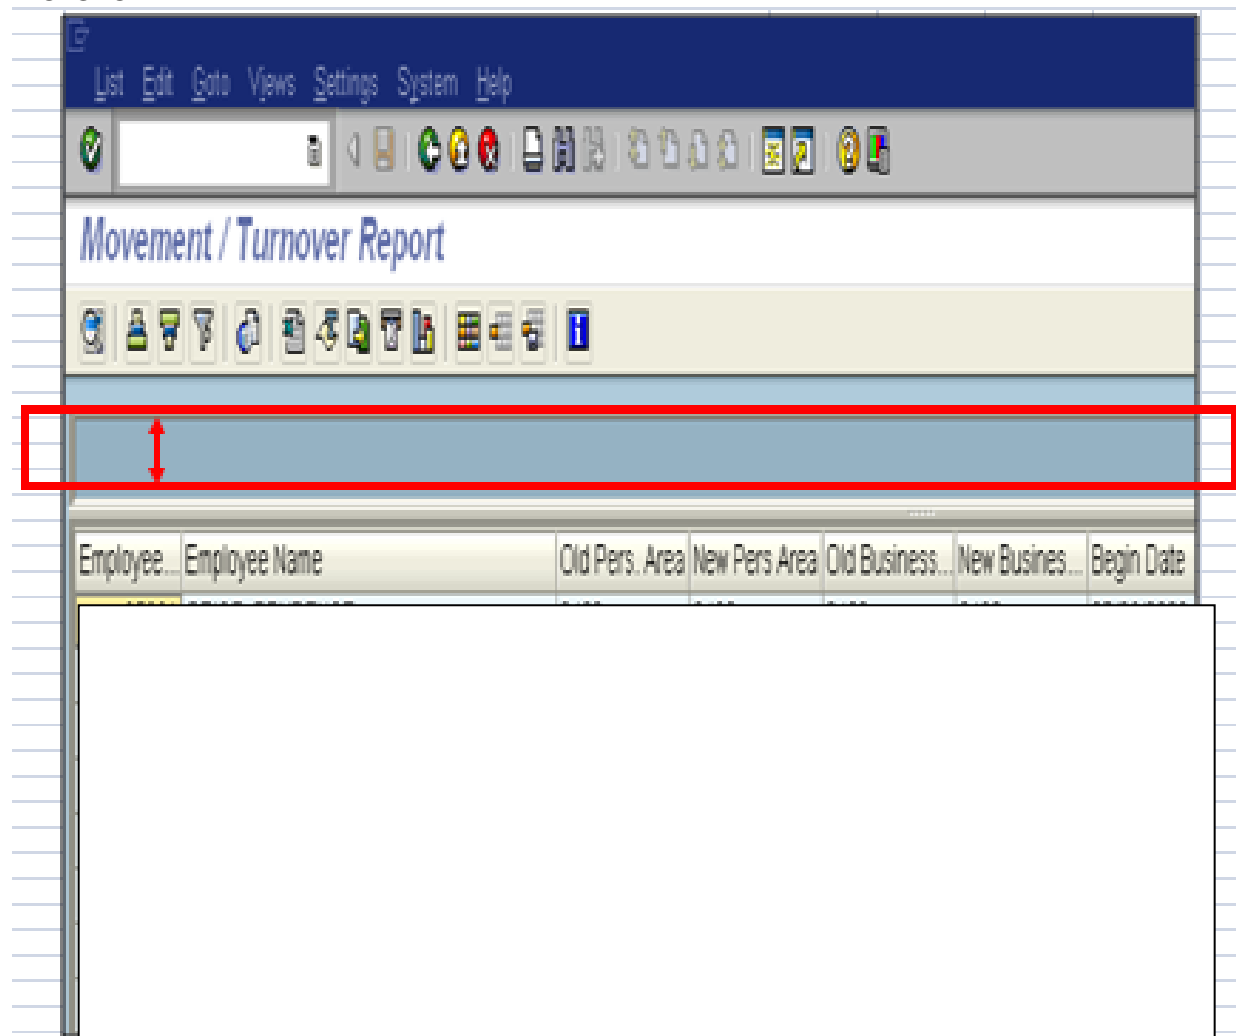 List Edit Goto Views Settings System Help
Movement / Turnover Report
Employee... Employee Name Old Pers. Area New Pers Area Old Business... New Busines... Begin Date